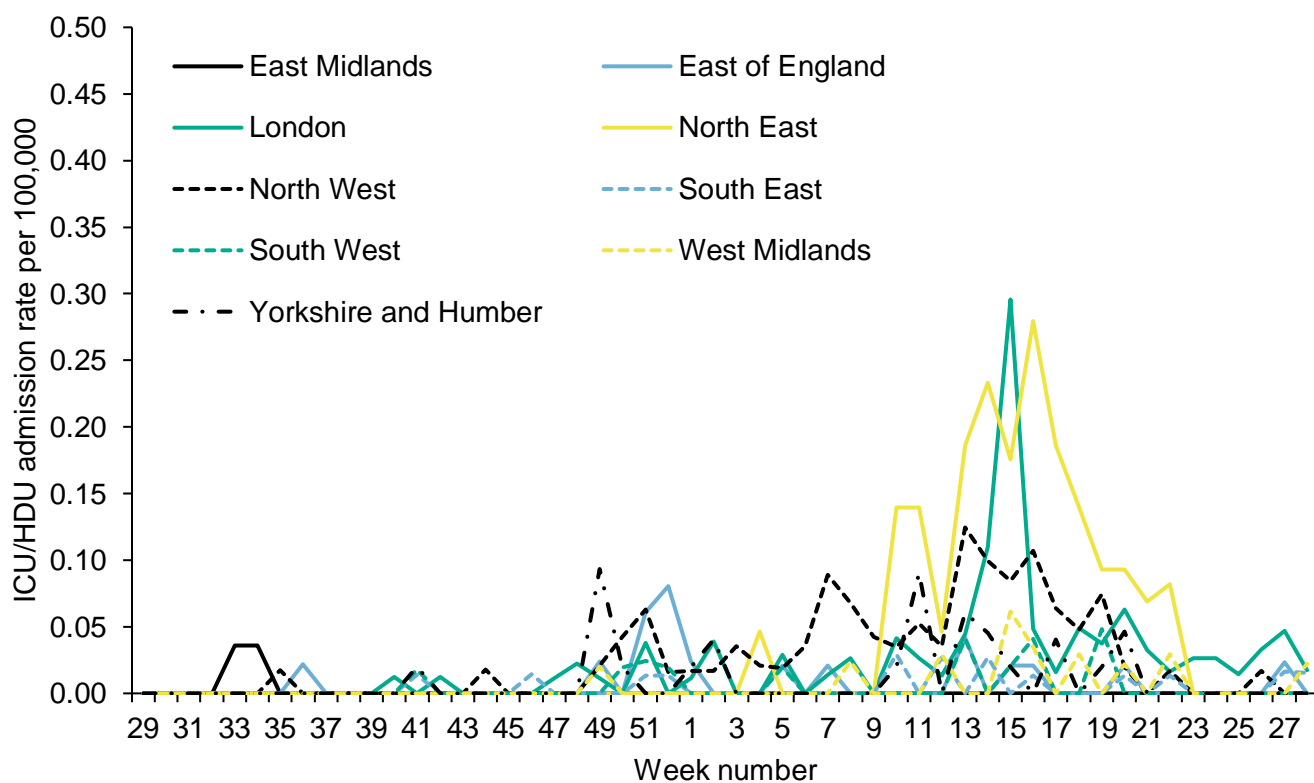 ICU/HDU admission rate per 100,000
0.50
0.45
0.40
0.35
0.30
0.25
0.20
0.15
0.10
0.05
0.00
East Midlands East of England
London North East
North West South East
South West West Midlands
Yorkshire and Humber
29 31 33 35 37 39 41 43 45 47 49 51 1 3 5 7 9 11 13 15 17 19 21 23 25 27
Week number